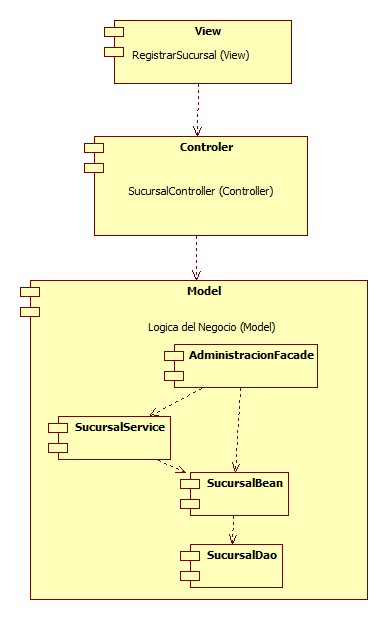 View
RegistrarSucursal (View)
Controler
SucursalController (Controller)
Model
Logica del Negocio (Model)
AdministracionFacade
SucursalService
SucursalBean
SucursalDao